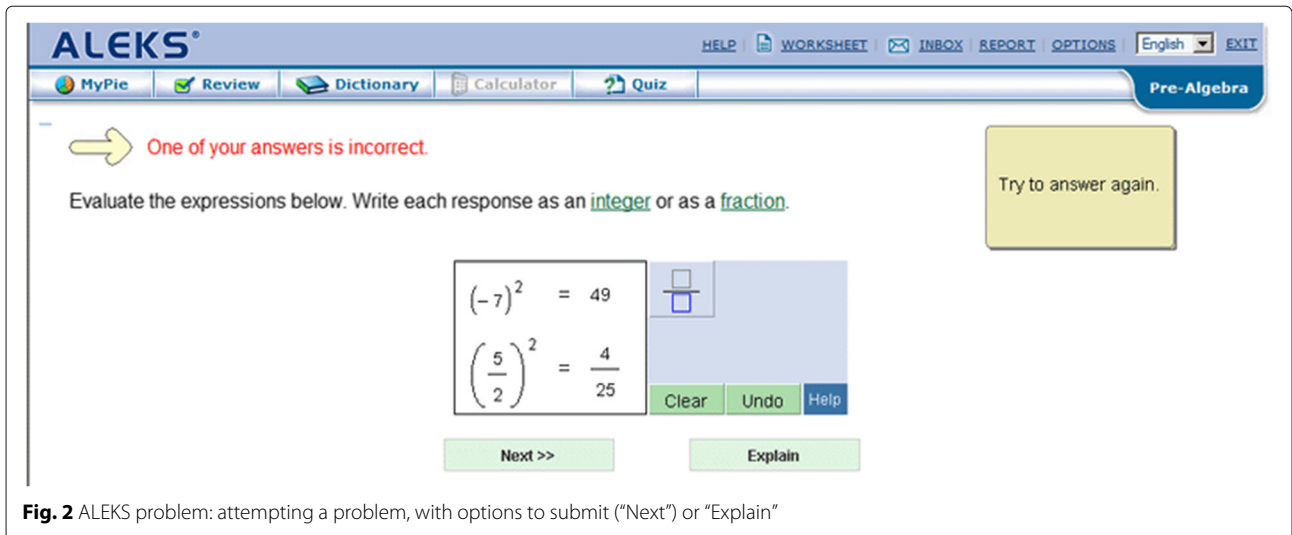 ALEKS®
HELP | WORKSHEET | INBOX | REPORT | OPTIONS | English EXIT
MyPie Review Dictionary Calculator Quiz
Pre-Algebra
One of your answers is incorrect.
Try to answer again.
Evaluate the expressions below. Write each response as an integer or as a fraction.
(-7)² = 49
(5/2)² = 4/25
Clear Undo Help
Next >> Explain
Fig. 2 ALEKS problem: attempting a problem, with options to submit (“Next”) or “Explain”